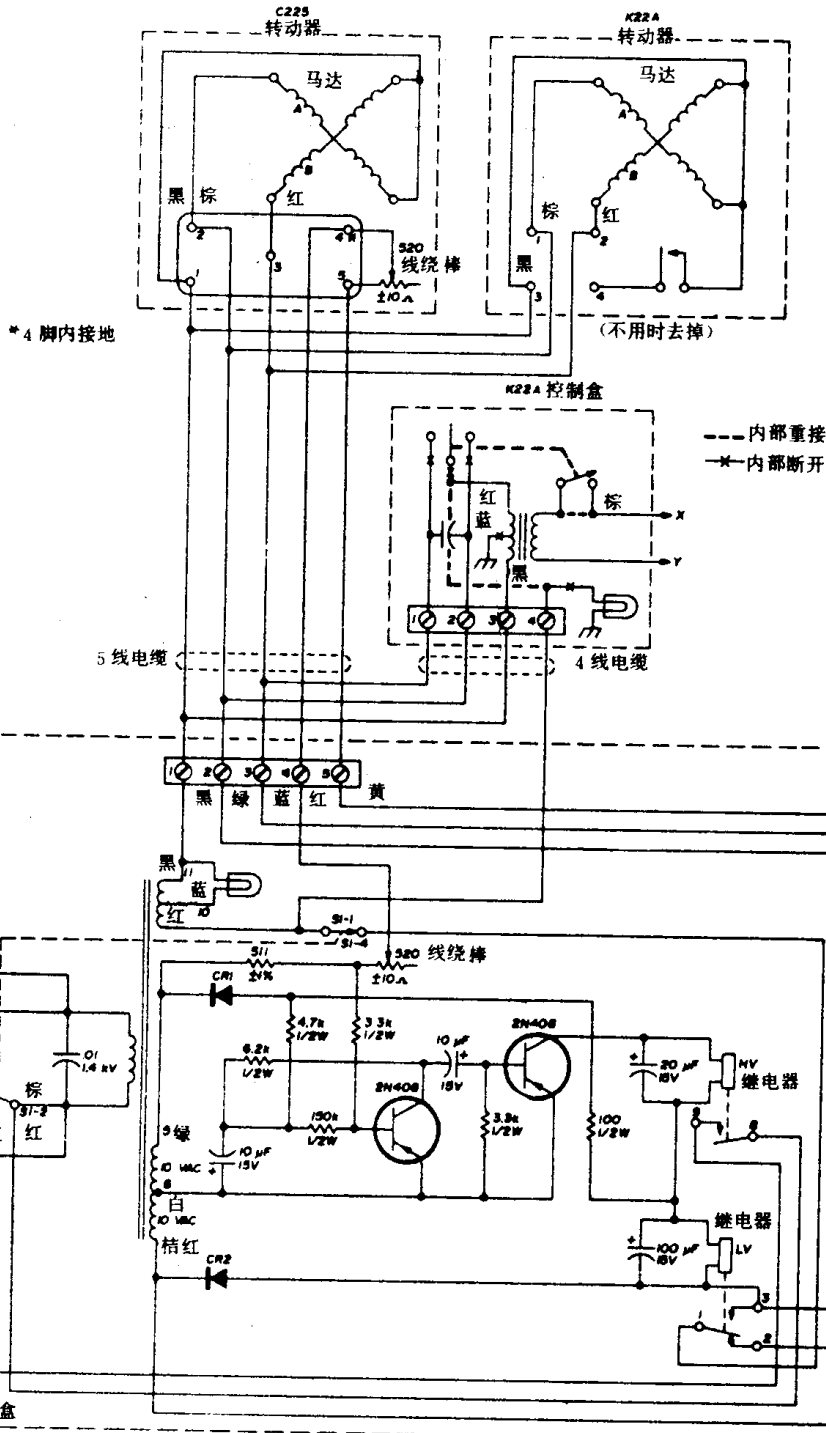 C225
转动器
K22A
转动器
马达
A
B
黑 棕
红
2
4*
3
1
5
520
线绕棒
±10Ω
马达
A
B
棕
红
1
2
黑
3
4
*4 脚内接地
(不用时去掉)
K22A 控制盒
内部重接
内部断开
红
蓝
棕
黑
X
Y
1 2 3 4
5 线电缆
4 线电缆
1 2 3 4 5
黑 绿 蓝 红 黄
黑
11
蓝
10
红
S1-1
S1-4
511
±1%
520
线绕棒
±10Ω
CR1
4.7k
1/2W
3.3k
1/2W
6.2k
1/2W
10 μF
15V
2N408
2N408
.01
1.4 kV
20 μF
15V
HV
继电器
棕
S1-2
红
150k
1/2W
3.3k
1/2W
100
1/2W
9
8
9 绿
10 VAC
8
白
10 VAC
桔红
10 μF
15V
继电器
100 μF
15V
LV
CR2
3
1
2
盒